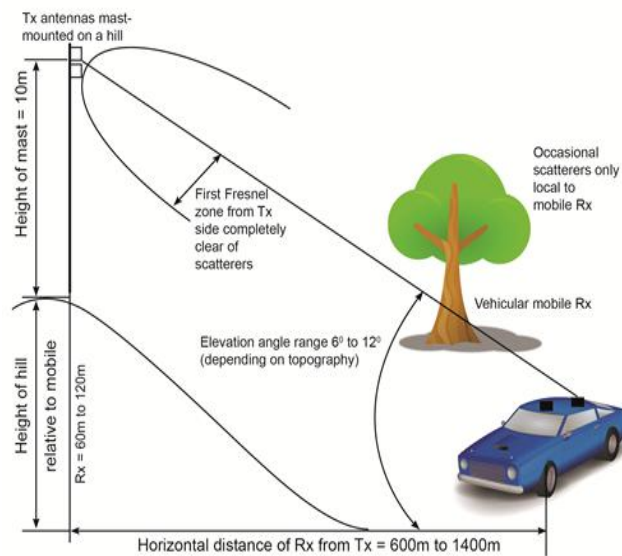 Tx antennas mast-
mounted on a hill
Height of mast = 10m
First Fresnel
zone from Tx
side completely
clear of
scatterers
Occasional
scatterers only
local to
mobile Rx
Vehicular mobile Rx
Elevation angle range 6⁰ to 12⁰
(depending on topography)
Height of hill
relative to mobile
Rx = 60m to 120m
Horizontal distance of Rx from Tx = 600m to 1400m